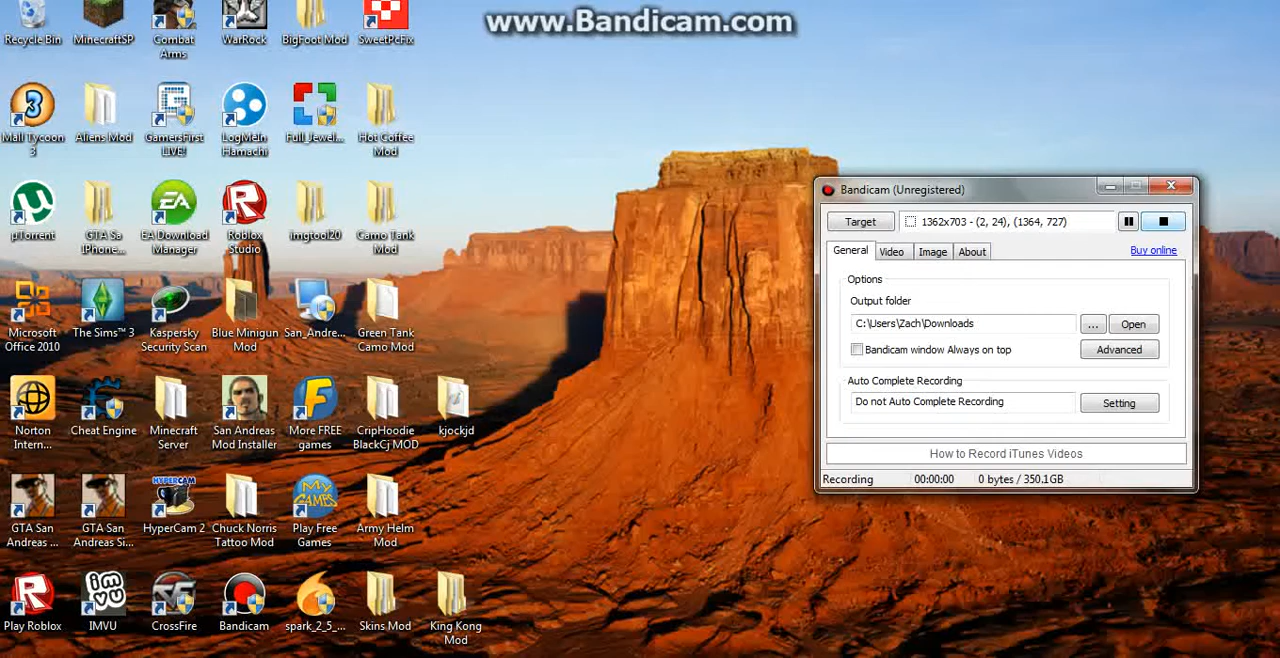 www.Bandicam.com
Recycle Bin
MinecraftSP
Combat
Arms
WarRock
BigFoot Mod
SweetPcFix
Mall Tycoon
3
Aliens Mod
GamersFirst
LIVE!
LogMeIn
Hamachi
Full_Jewel...
Hot Coffee
Mod
µTorrent
GTA Sa
IPhone...
EA Download
Manager
Roblox
Studio
imgtool20
Camo Tank
Mod
Microsoft
Office 2010
The Sims™ 3
Kaspersky
Security Scan
Blue Minigun
Mod
San_Andre...
Green Tank
Camo Mod
Norton
Intern...
Cheat Engine
Minecraft
Server
San Andreas
Mod Installer
More FREE
games
CripHoodie
BlackCj MOD
kjockjd
GTA San
Andreas ...
GTA San
Andreas Si...
HYPERCAM
HyperCam 2
Chuck Norris
Tattoo Mod
MY
GAMES
Play Free
Games
Army Helm
Mod
Play Roblox
IMVU
CrossFire
Bandicam
spark_2_5_...
Skins Mod
King Kong
Mod
Bandicam (Unregistered)
Target
1362x703 - (2, 24), (1364, 727)
General
Video
Image
About
Buy online
Options
Output folder
C:\Users\Zach\Downloads
...
Open
Bandicam window Always on top
Advanced
Auto Complete Recording
Do not Auto Complete Recording
Setting
How to Record iTunes Videos
Recording
00:00:00
0 bytes / 350.1GB